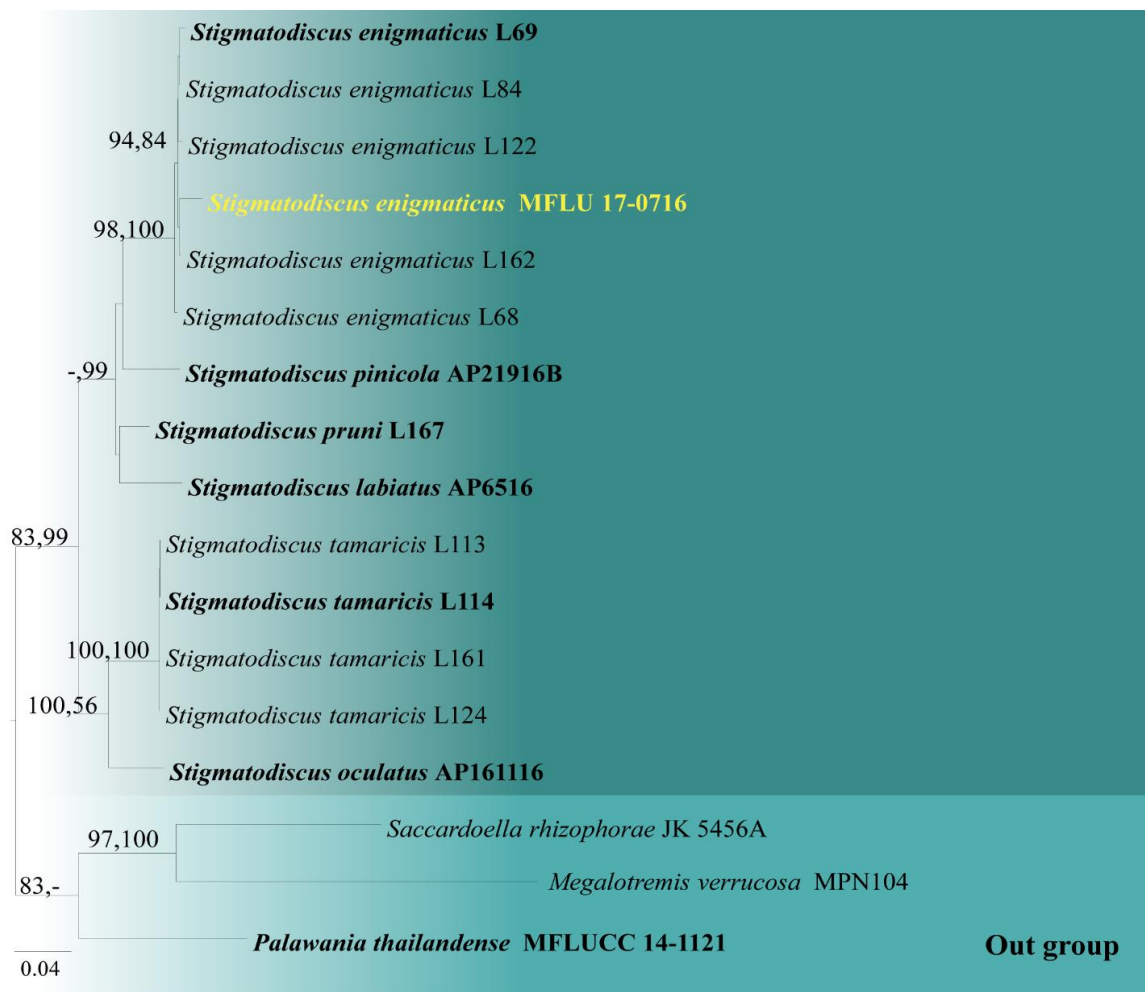 Stigmatodiscus enigmaticus L69
Stigmatodiscus enigmaticus L84
94,84
Stigmatodiscus enigmaticus L122
Stigmatodiscus enigmaticus MFLU 17-0716
98,100
Stigmatodiscus enigmaticus L162
Stigmatodiscus enigmaticus L68
-,99
Stigmatodiscus pinicola AP21916B
Stigmatodiscus pruni L167
Stigmatodiscus labiatus AP6516
83,99
Stigmatodiscus tamaricis L113
Stigmatodiscus tamaricis L114
100,100
Stigmatodiscus tamaricis L161
100,56
Stigmatodiscus tamaricis L124
Stigmatodiscus oculatus AP161116
Saccardoella rhizophorae JK 5456A
97,100
Megalotremis verrucosa MPN104
83,-
Palawania thailandense MFLUCC 14-1121
Out group
0.04